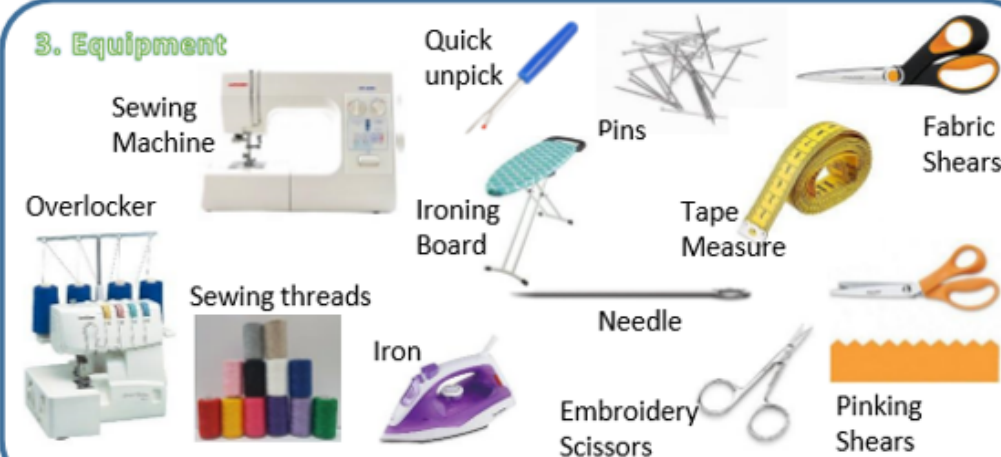 3. Equipment
Quick
unpick
Sewing
Machine
Pins
Fabric
Shears
Overlocker
Ironing
Board
Tape
Measure
Sewing threads
Needle
Iron
Embroidery
Scissors
Pinking
Shears